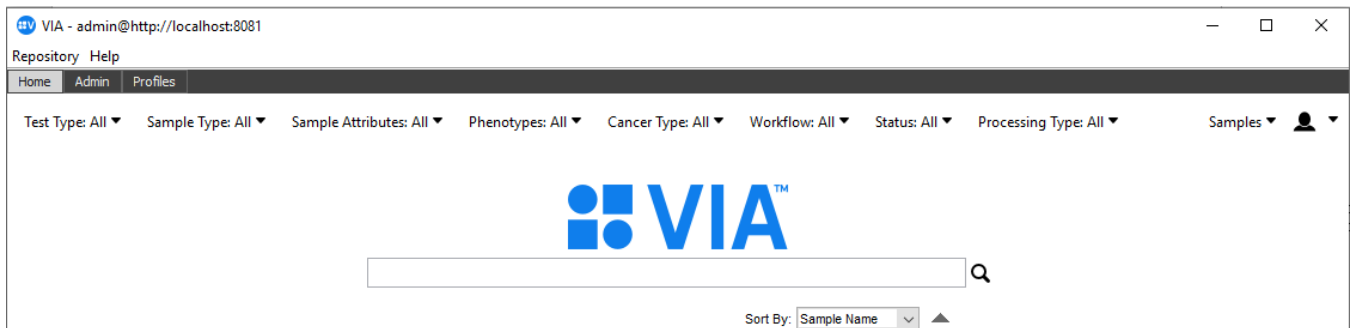 VIA - admin@http://localhost:8081
Repository Help
Home Admin Profiles
Test Type: All Sample Type: All Sample Attributes: All Phenotypes: All Cancer Type: All Workflow: All Status: All Processing Type: All Samples
VIA™
Sort By: Sample Name